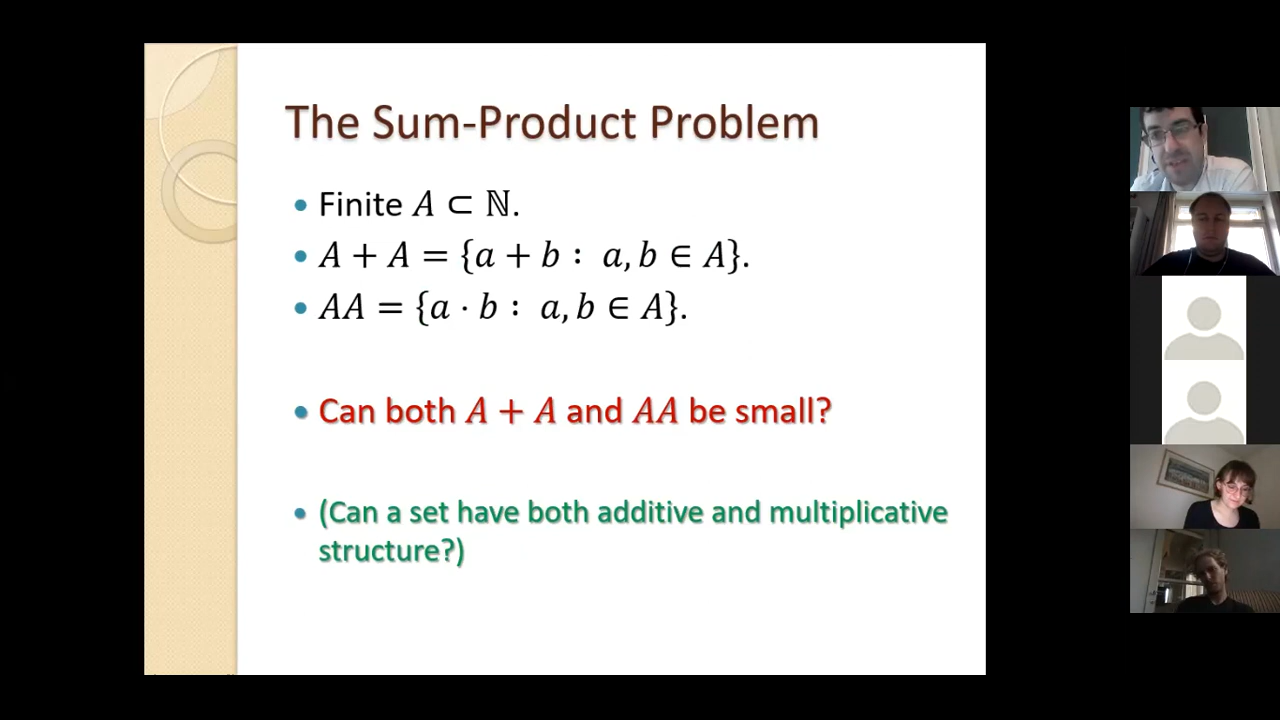 The Sum-Product Problem
• Finite A ⊂ ℕ.
• A + A = {a + b : a, b ∈ A}.
• AA = {a · b : a, b ∈ A}.
• Can both A + A and AA be small?
• (Can a set have both additive and multiplicative
structure?)